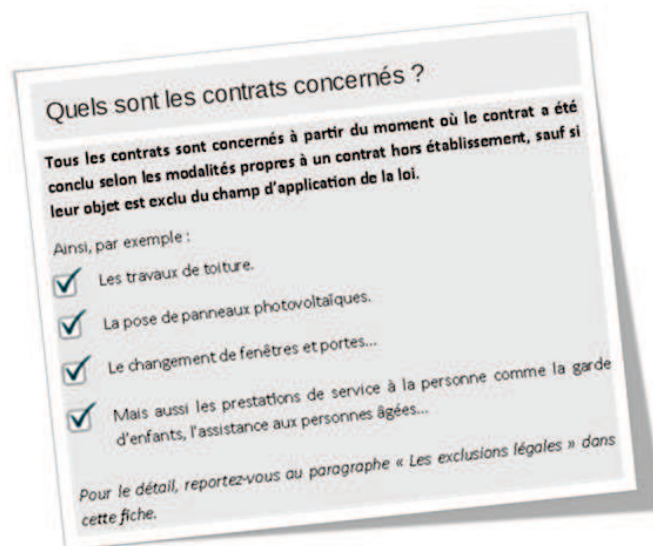 Quels sont les contrats concernés ?
Tous les contrats sont concernés à partir du moment où le contrat a été
conclu selon les modalités propres à un contrat hors établissement, sauf si
leur objet est exclu du champ d'application de la loi.
Ainsi, par exemple :
Les travaux de toiture.
La pose de panneaux photovoltaïques.
Le changement de fenêtres et portes...
Mais aussi les prestations de service à la personne comme la garde
d'enfants, l'assistance aux personnes âgées...
Pour le détail, reportez-vous au paragraphe « Les exclusions légales » dans
cette fiche.